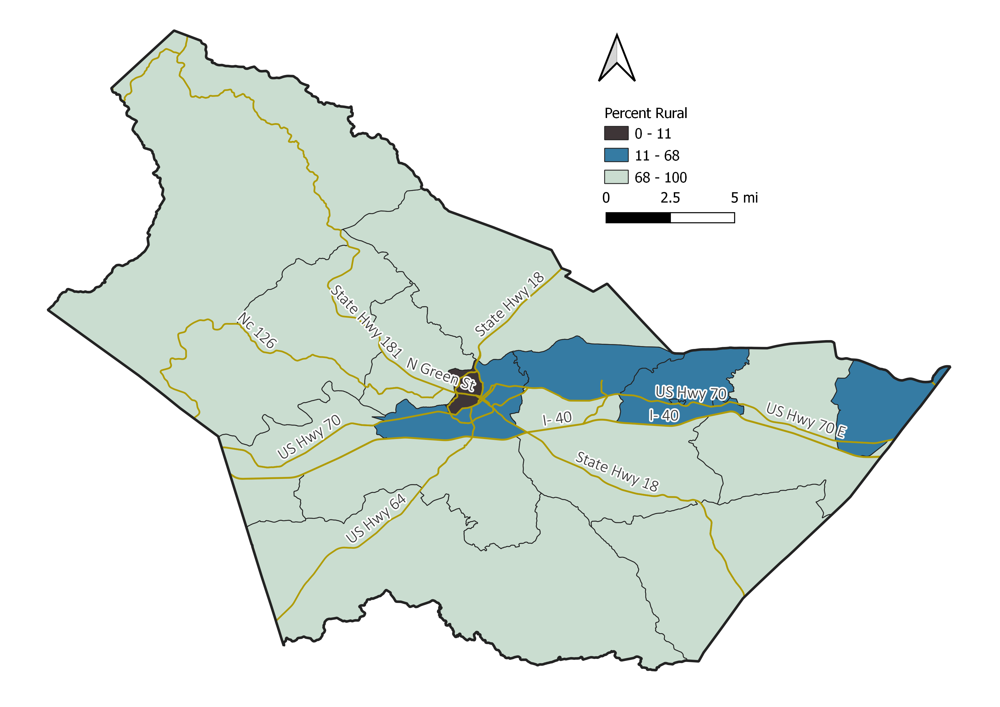 Percent Rural
0 - 11
11 - 68
68 - 100
0 2.5 5 mi
State Hwy 18
State Hwy 181
Nc 126
N Green St
US Hwy 70
I- 40
I- 40
US Hwy 70 E
US Hwy 70
State Hwy 18
US Hwy 64